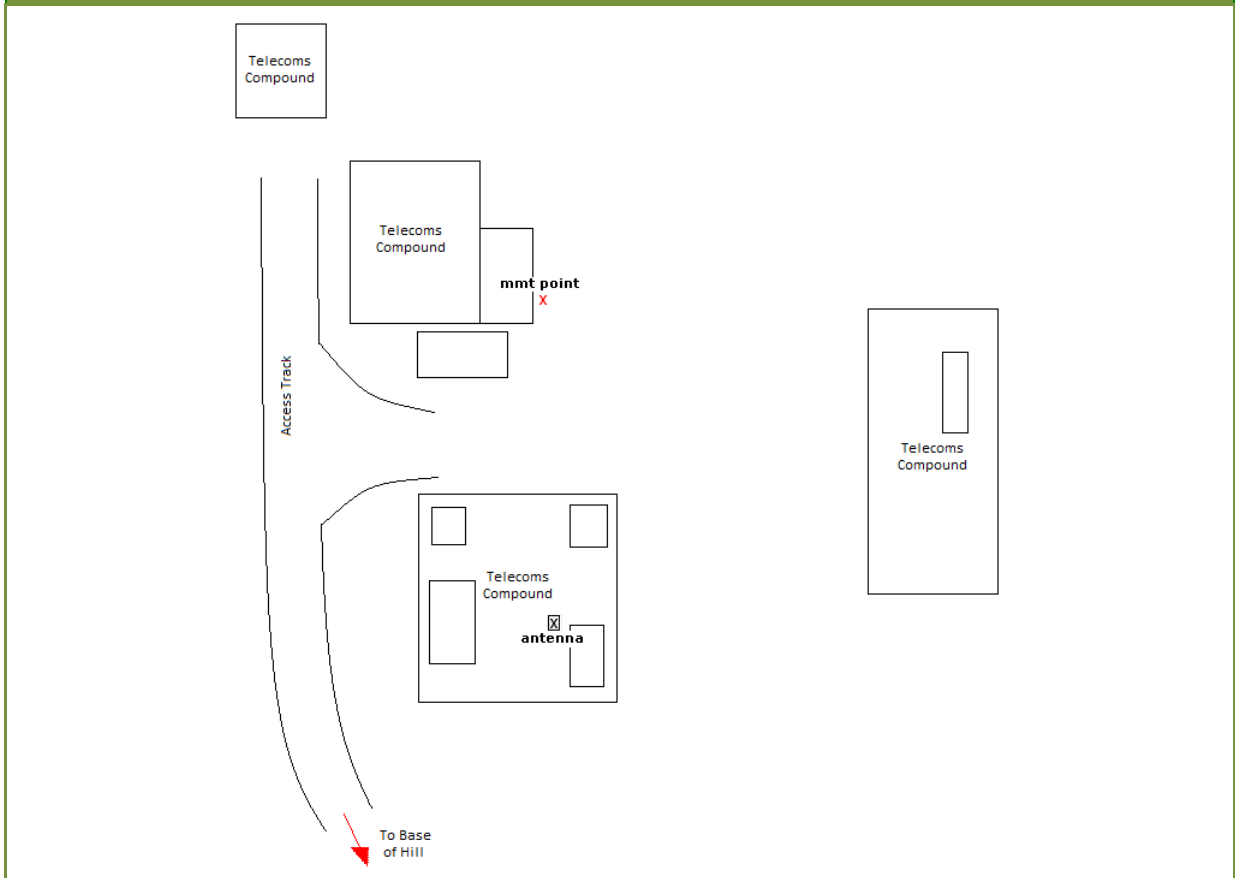 Telecoms
Compound
Telecoms
Compound
mmt point
X
Access Track
Telecoms
Compound
Telecoms
Compound
X
antenna
To Base
of Hill